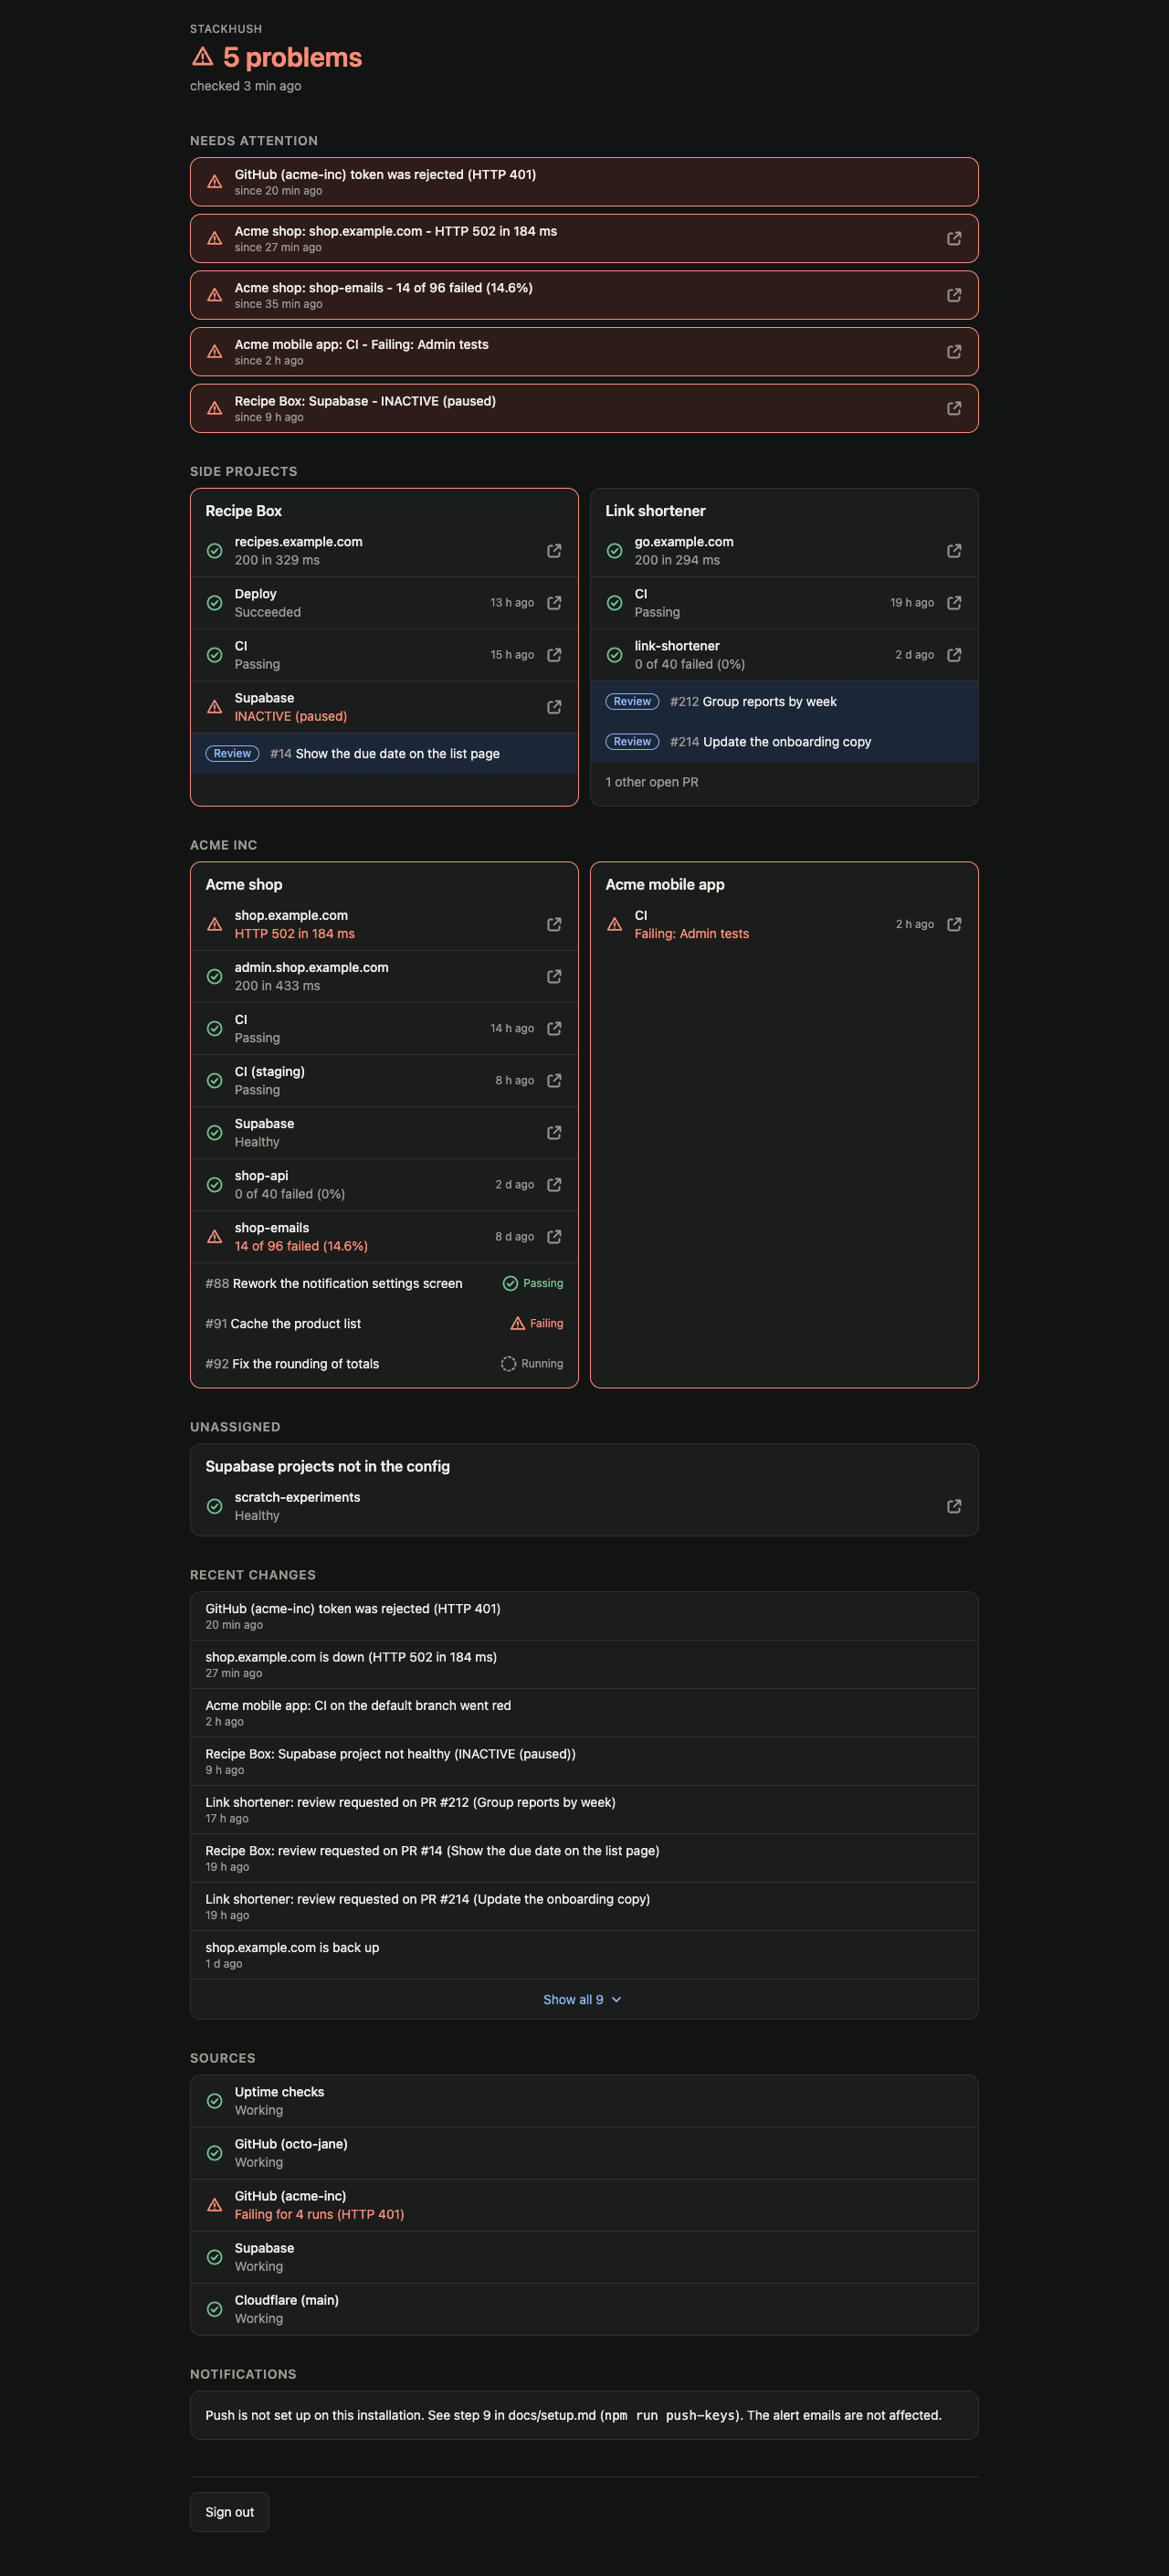 STACKHUSH
5 problems
checked 3 min ago
NEEDS ATTENTION
GitHub (acme-inc) token was rejected (HTTP 401)
since 20 min ago
Acme shop: shop.example.com - HTTP 502 in 184 ms
since 27 min ago
Acme shop: shop-emails - 14 of 96 failed (14.6%)
since 35 min ago
Acme mobile app: CI - Failing: Admin tests
since 2 h ago
Recipe Box: Supabase - INACTIVE (paused)
since 9 h ago
SIDE PROJECTS
Recipe Box
recipes.example.com
200 in 329 ms
Deploy
Succeeded
13 h ago
CI
Passing
15 h ago
Supabase
INACTIVE (paused)
Review #14 Show the due date on the list page
Link shortener
go.example.com
200 in 294 ms
CI
Passing
19 h ago
link-shortener
0 of 40 failed (0%)
2 d ago
Review #212 Group reports by week
Review #214 Update the onboarding copy
1 other open PR
ACME INC
Acme shop
shop.example.com
HTTP 502 in 184 ms
admin.shop.example.com
200 in 433 ms
CI
Passing
14 h ago
CI (staging)
Passing
8 h ago
Supabase
Healthy
shop-api
0 of 40 failed (0%)
2 d ago
shop-emails
14 of 96 failed (14.6%)
8 d ago
#88 Rework the notification settings screen Passing
#91 Cache the product list Failing
#92 Fix the rounding of totals Running
Acme mobile app
CI
Failing: Admin tests
2 h ago
UNASSIGNED
Supabase projects not in the config
scratch-experiments
Healthy
RECENT CHANGES
GitHub (acme-inc) token was rejected (HTTP 401)
20 min ago
shop.example.com is down (HTTP 502 in 184 ms)
27 min ago
Acme mobile app: CI on the default branch went red
2 h ago
Recipe Box: Supabase project not healthy (INACTIVE (paused))
9 h ago
Link shortener: review requested on PR #212 (Group reports by week)
17 h ago
Recipe Box: review requested on PR #14 (Show the due date on the list page)
19 h ago
Link shortener: review requested on PR #214 (Update the onboarding copy)
19 h ago
shop.example.com is back up
1 d ago
Show all 9
SOURCES
Uptime checks
Working
GitHub (octo-jane)
Working
GitHub (acme-inc)
Failing for 4 runs (HTTP 401)
Supabase
Working
Cloudflare (main)
Working
NOTIFICATIONS
Push is not set up on this installation. See step 9 in docs/setup.md (npm run push-keys). The alert emails are not affected.
Sign out